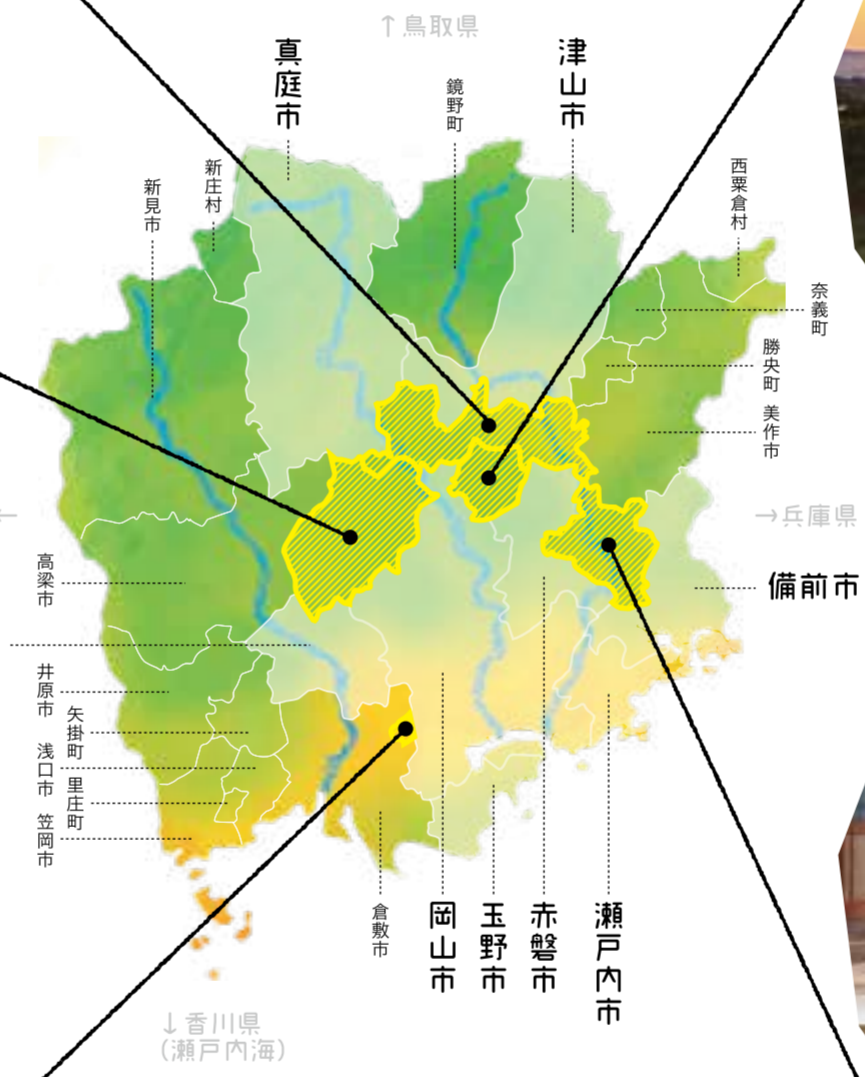 ↑鳥取県
真庭市
津山市
鏡野町
新庄村
新見市
西粟倉村
奈義町
勝央町
美作市
←
→兵庫県
高梁市
備前市
井原市
矢掛町
浅口市
里庄町
笠岡市
倉敷市
岡山市
玉野市
赤磐市
瀬戸内市
↓香川県
(瀬戸内海)